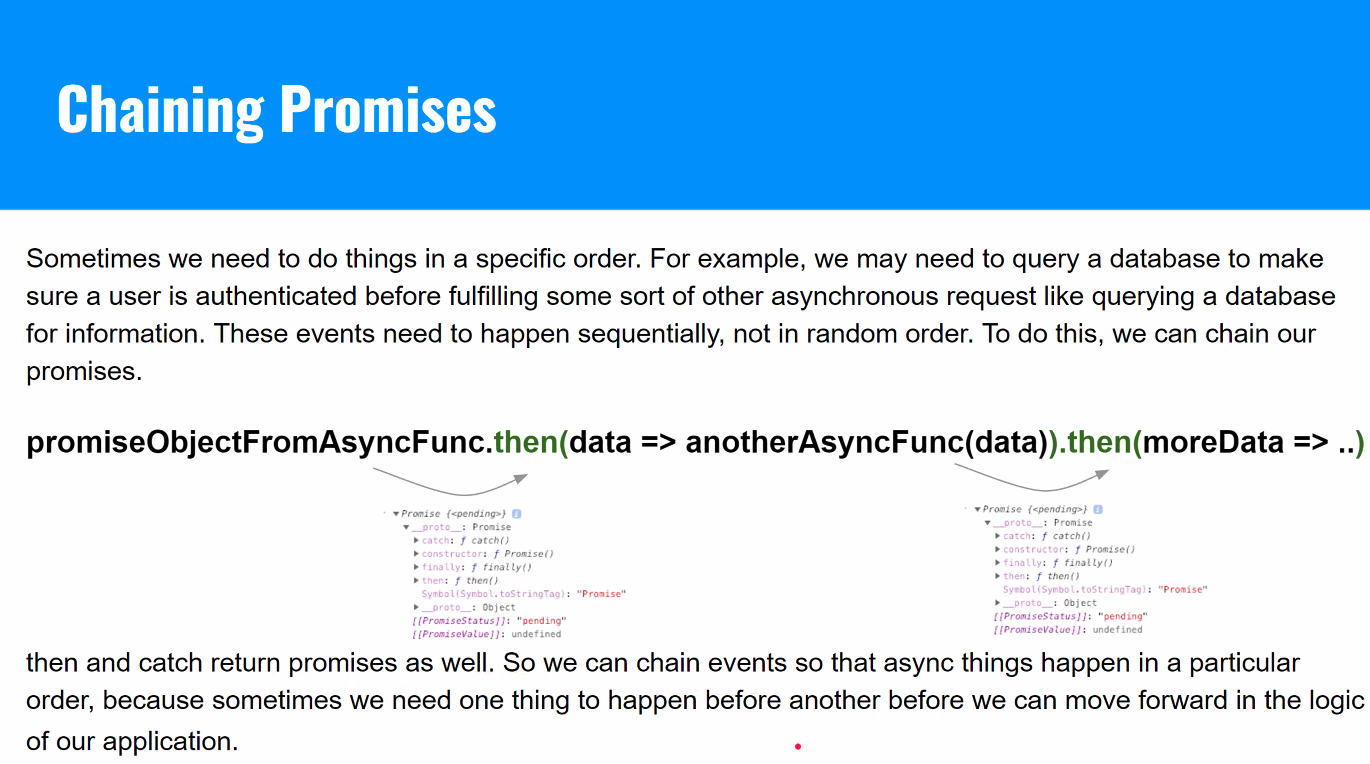 Chaining Promises
Sometimes we need to do things in a specific order. For example, we may need to query a database to make
sure a user is authenticated before fulfilling some sort of other asynchronous request like querying a database
for information. These events need to happen sequentially, not in random order. To do this, we can chain our
promises.
promiseObjectFromAsyncFunc.then(data => anotherAsyncFunc(data)).then(moreData => ..)
▼Promise {<pending>} i
▼__proto__: Promise
▶catch: ƒ catch()
▶constructor: ƒ Promise()
▶finally: ƒ finally()
▶then: ƒ then()
Symbol(Symbol.toStringTag): "Promise"
▶__proto__: Object
[[PromiseStatus]]: "pending"
[[PromiseValue]]: undefined
▼Promise {<pending>} i
▼__proto__: Promise
▶catch: ƒ catch()
▶constructor: ƒ Promise()
▶finally: ƒ finally()
▶then: ƒ then()
Symbol(Symbol.toStringTag): "Promise"
▶__proto__: Object
[[PromiseStatus]]: "pending"
[[PromiseValue]]: undefined
then and catch return promises as well. So we can chain events so that async things happen in a particular
order, because sometimes we need one thing to happen before another before we can move forward in the logic
of our application.